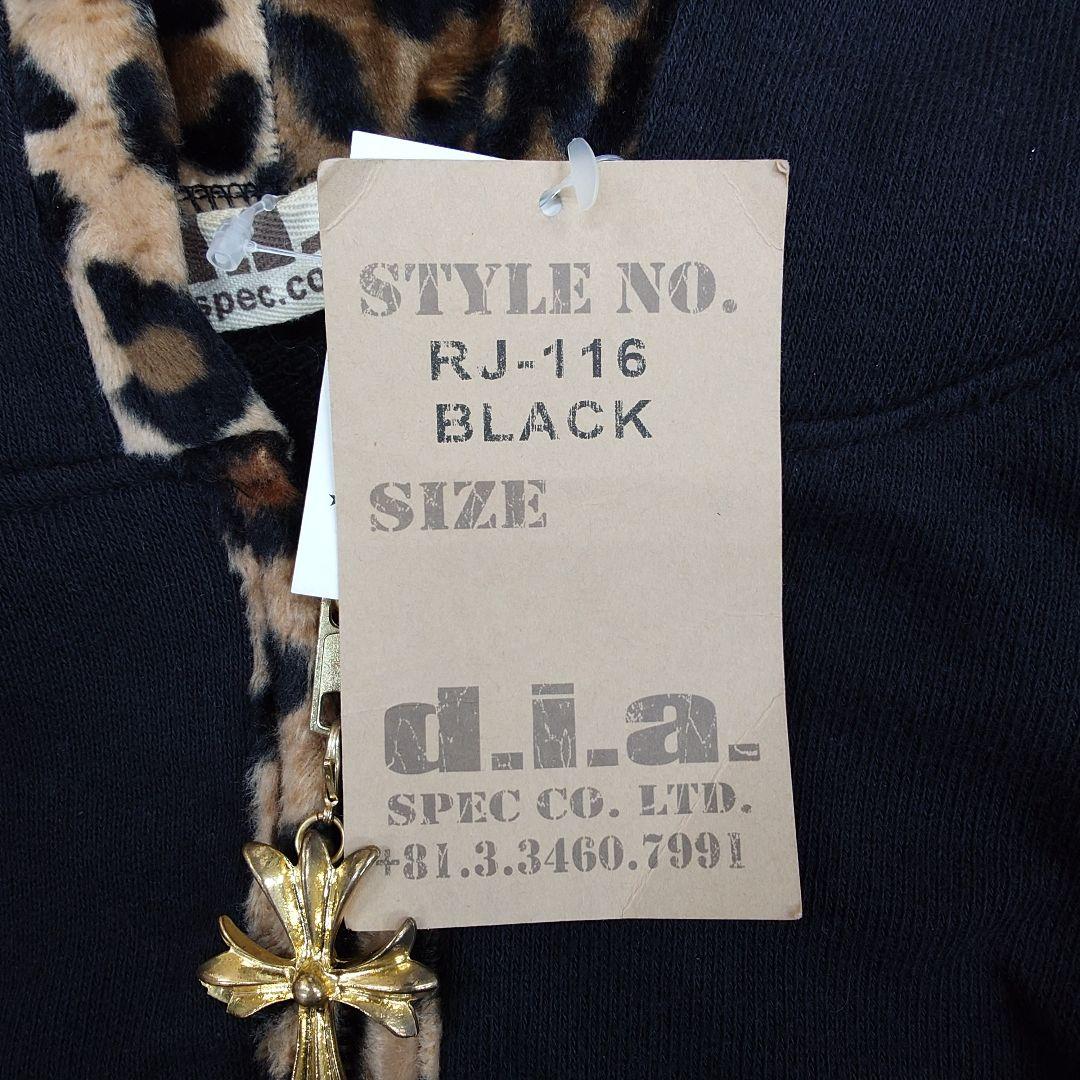 spec.co
STYLE NO.
RJ-116
BLACK
SIZE
d.i.a.
SPEC CO. LTD.
+81.3.3460.7991